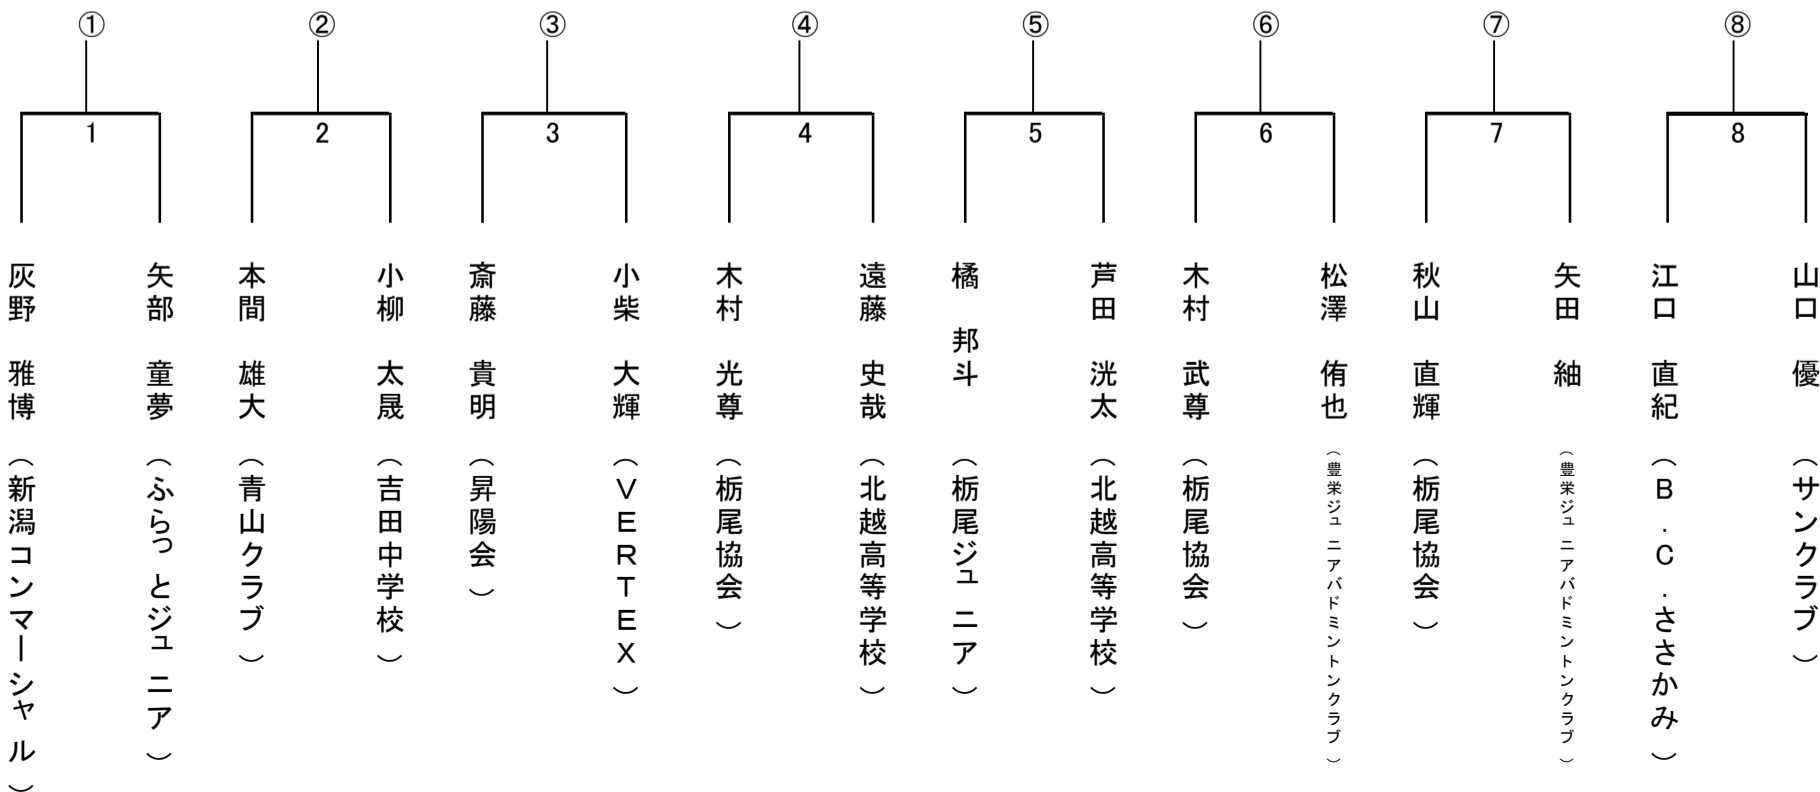 ① ② ③ ④ ⑤ ⑥ ⑦ ⑧
1 2 3 4 5 6 7 8
灰野 雅博 (新潟コンマーシャル)
矢部 童夢 (ふらっとジュニア)
本間 雄大 (青山クラブ)
小柳 太晟 (吉田中学校)
斎藤 貴明 (昇陽会)
小柴 大輝 (VERTEX)
木村 光尊 (栃尾協会)
遠藤 史哉 (北越高等学校)
橘 邦斗 (栃尾ジュニア)
芦田 洸太 (北越高等学校)
木村 武尊 (栃尾協会)
松澤 侑也 (豊栄ジュニアバドミントンクラブ)
秋山 直輝 (栃尾協会)
矢田 紬 (豊栄ジュニアバドミントンクラブ)
江口 直紀 (B.C.ささかみ)
山口 優 (サンクラブ)